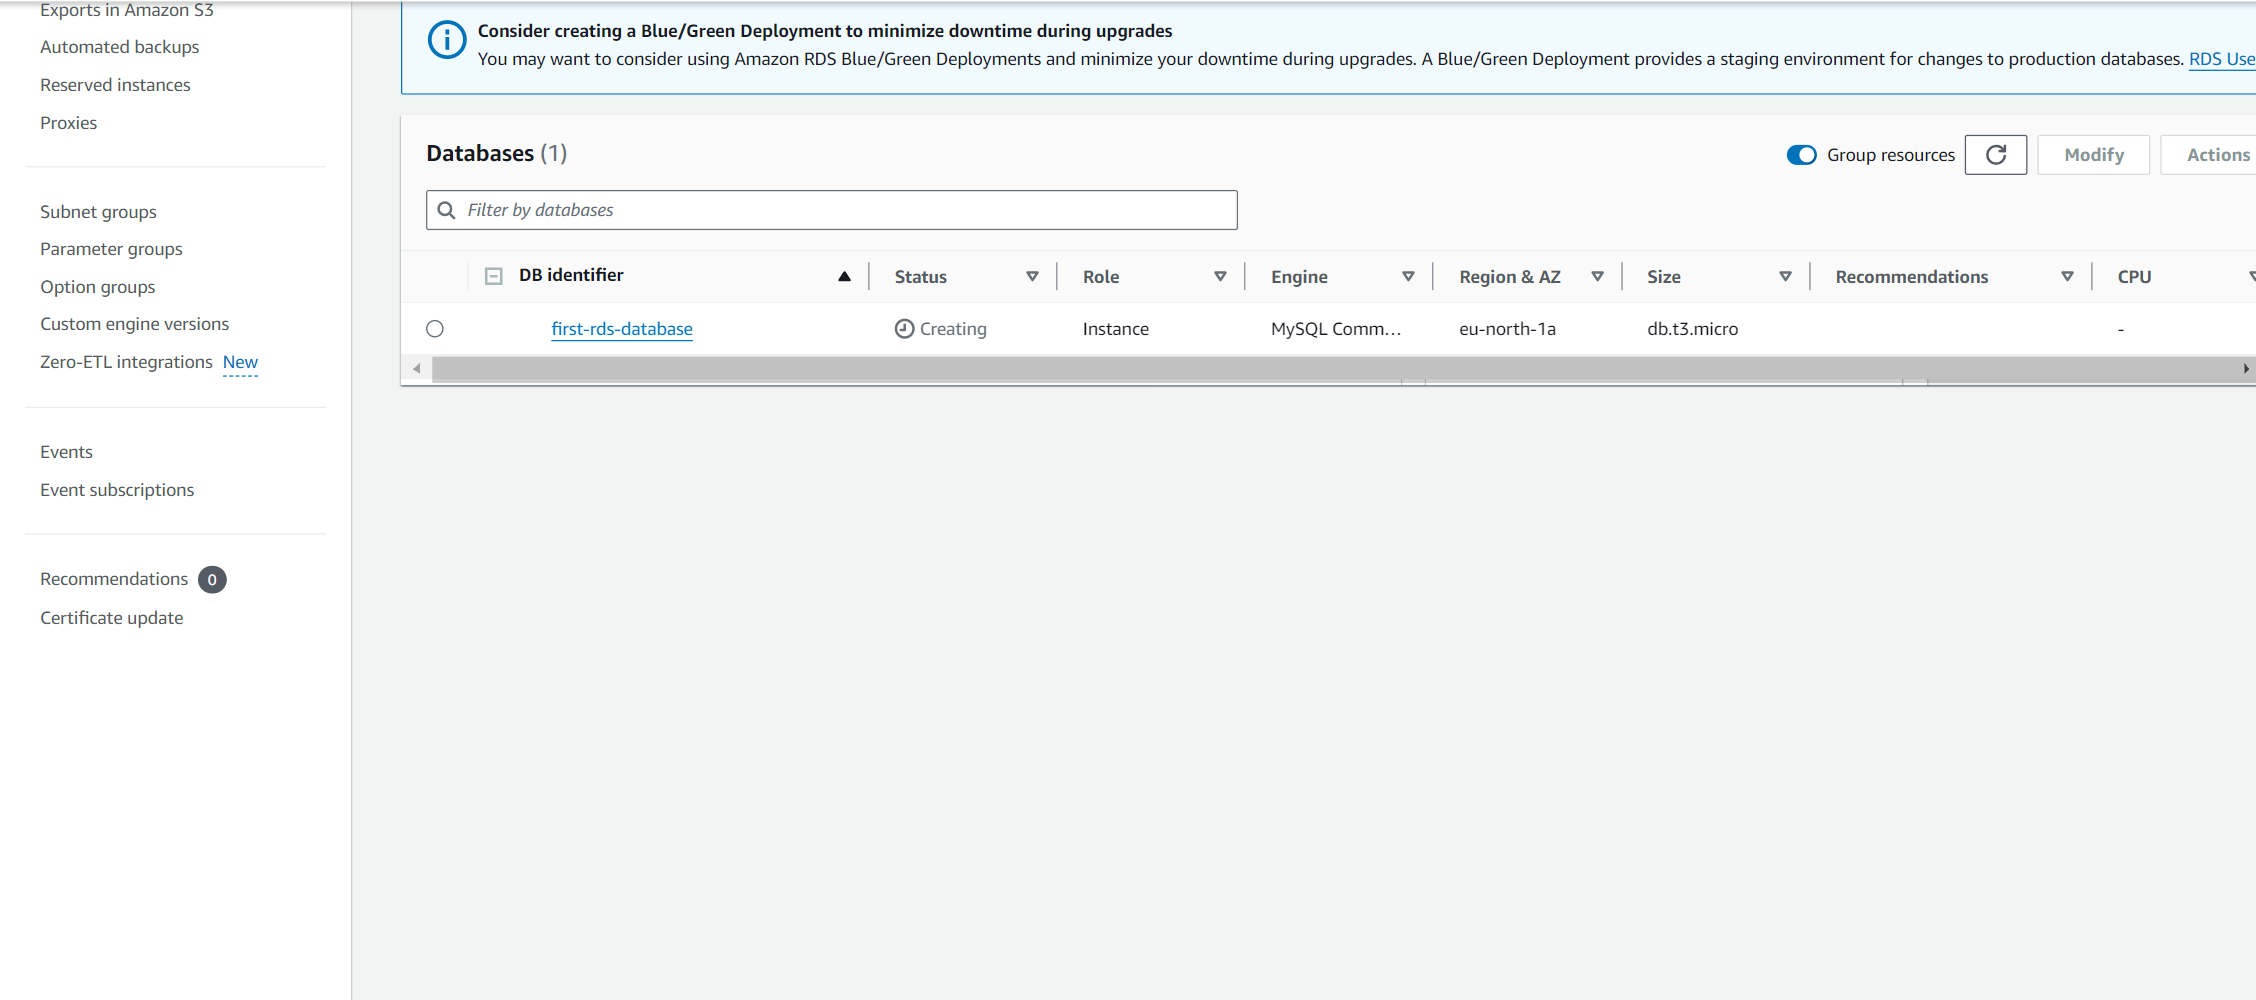 Exports in Amazon S3
Automated backups
Reserved instances
Proxies
Subnet groups
Parameter groups
Option groups
Custom engine versions
Zero-ETL integrations New
Events
Event subscriptions
Recommendations 0
Certificate update
Consider creating a Blue/Green Deployment to minimize downtime during upgrades
You may want to consider using Amazon RDS Blue/Green Deployments and minimize your downtime during upgrades. A Blue/Green Deployment provides a staging environment for changes to production databases. RDS Use
Databases (1)
Group resources
Modify
Actions
Filter by databases
DB identifier Status Role Engine Region & AZ Size Recommendations CPU
first-rds-database Creating Instance MySQL Comm... eu-north-1a db.t3.micro -